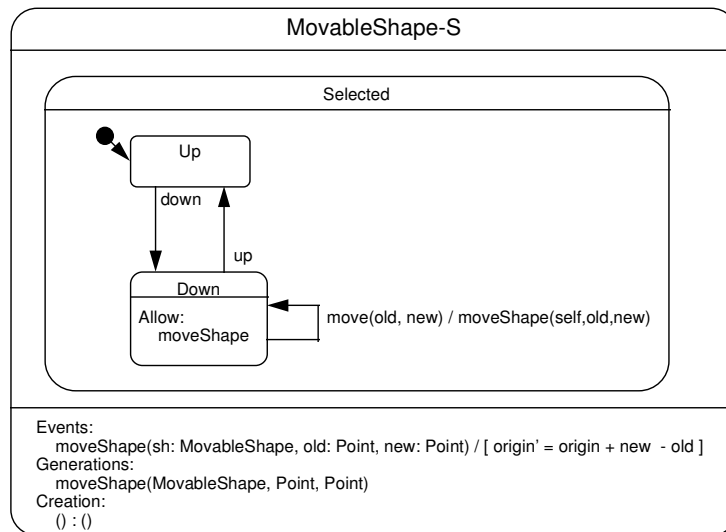 MovableShape-S
Selected
Up
down
up
Down
Allow:
moveShape
move(old, new) / moveShape(self,old,new)
Events:
moveShape(sh: MovableShape, old: Point, new: Point) / [ origin' = origin + new - old ]
Generations:
moveShape(MovableShape, Point, Point)
Creation:
() : ()